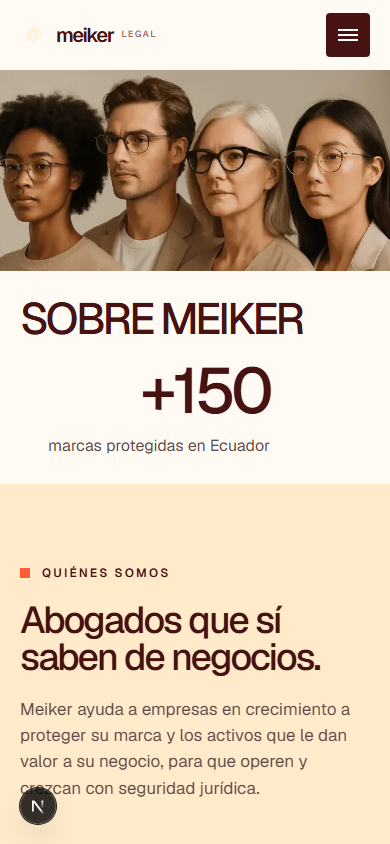 meiker LEGAL
SOBRE MEIKER
+150
marcas protegidas en Ecuador
QUIÉNES SOMOS
Abogados que sí
saben de negocios.
Meiker ayuda a empresas en crecimiento a
proteger su marca y los activos que le dan
valor a su negocio, para que operen y
crezcan con seguridad jurídica.
N